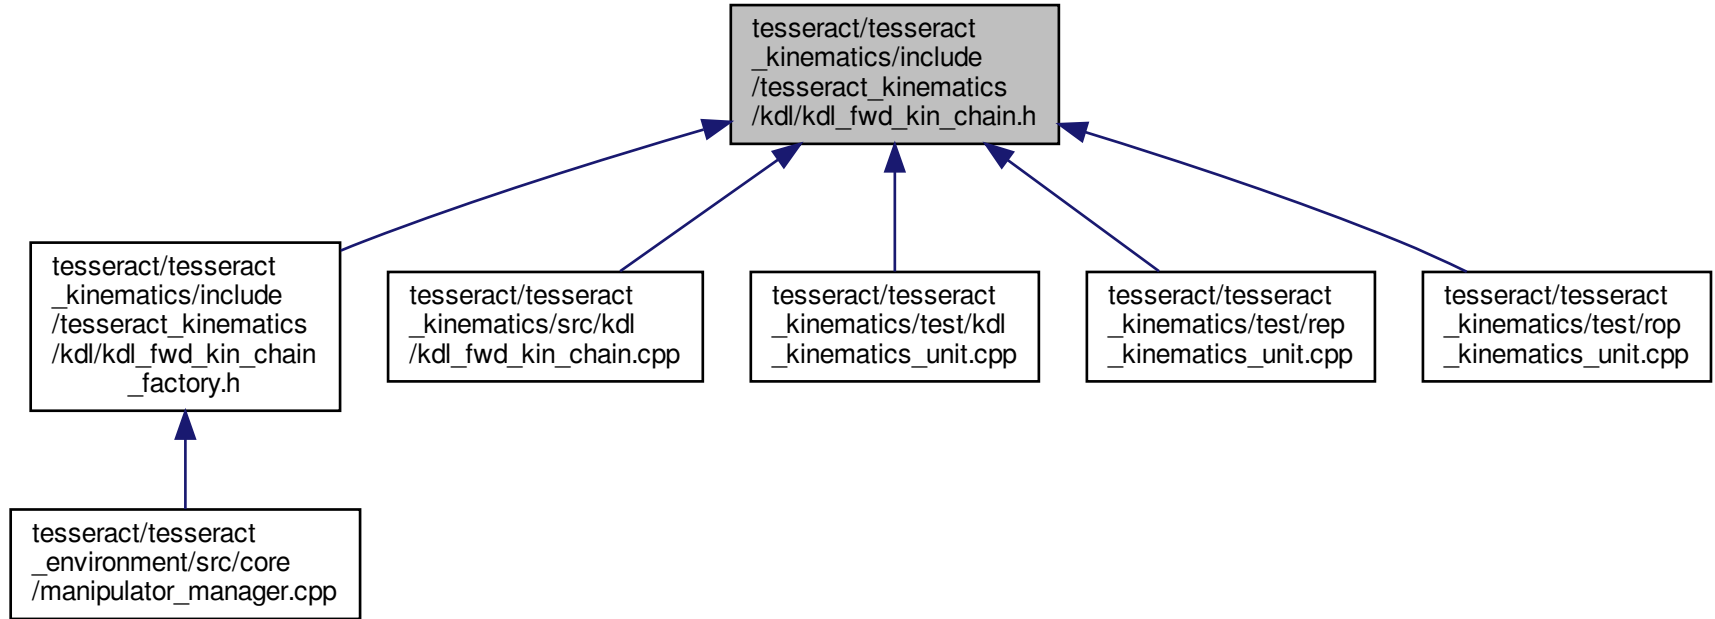 tesseract/tesseract
_kinematics/include
/tesseract_kinematics
/kdl/kdl_fwd_kin_chain.h
tesseract/tesseract
_kinematics/include
/tesseract_kinematics
/kdl/kdl_fwd_kin_chain
_factory.h
tesseract/tesseract
_kinematics/src/kdl
/kdl_fwd_kin_chain.cpp
tesseract/tesseract
_kinematics/test/kdl
_kinematics_unit.cpp
tesseract/tesseract
_kinematics/test/rep
_kinematics_unit.cpp
tesseract/tesseract
_kinematics/test/rop
_kinematics_unit.cpp
tesseract/tesseract
_environment/src/core
/manipulator_manager.cpp